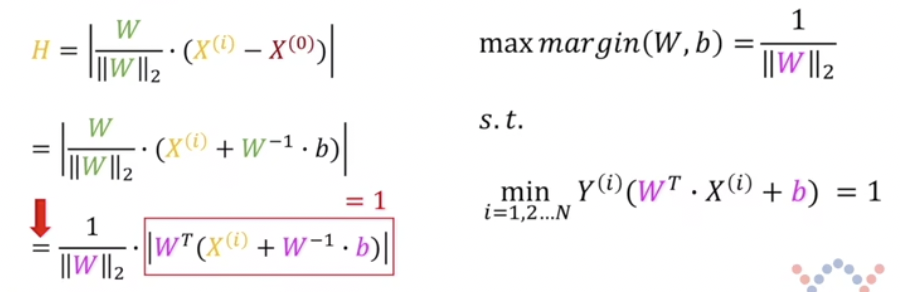 H = |W/‖W‖₂ · (X⁽ⁱ⁾ − X⁽⁰⁾)|
= |W/‖W‖₂ · (X⁽ⁱ⁾ + W⁻¹ · b)|
= 1
= 1/‖W‖₂ · |Wᵀ(X⁽ⁱ⁾ + W⁻¹ · b)|
max margin(W, b) = 1/‖W‖₂
s.t.
min i=1,2…N Y⁽ⁱ⁾(Wᵀ · X⁽ⁱ⁾ + b) = 1